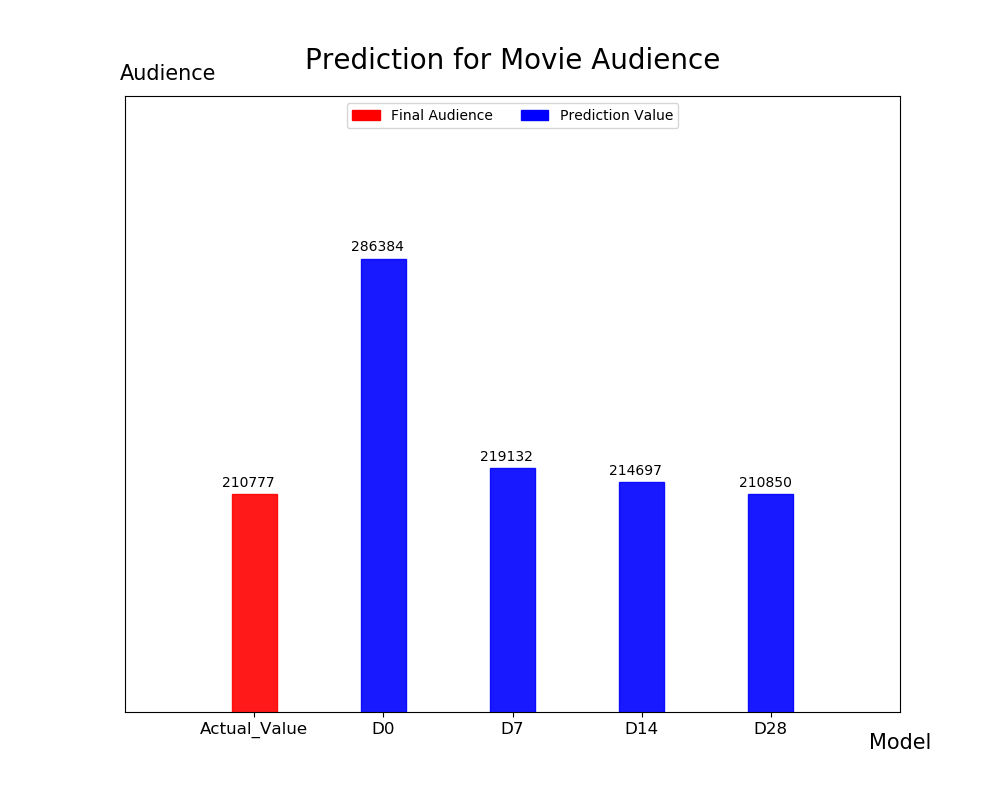 Prediction for Movie Audience
Audience
Final Audience
Prediction Value
286384
219132
214697
210777
210850
Actual_Value
D0
D7
D14
D28
Model